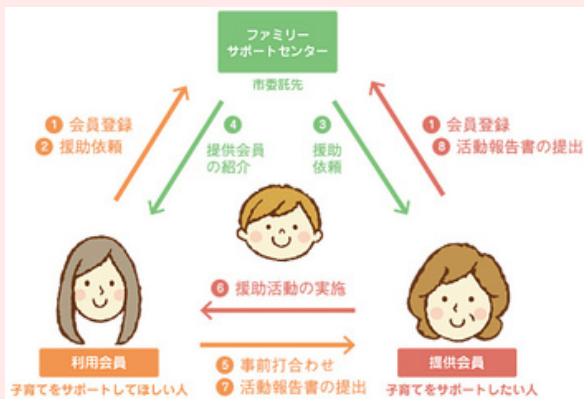 ファミリー
サポートセンター
市委託先
① 会員登録
② 援助依頼
④
提供会員
の紹介
③
援助
依頼
① 会員登録
⑧ 活動報告書の提出
⑥ 援助活動の実施
利用会員
子育てをサポートしてほしい人
⑤ 事前打合わせ
⑦ 活動報告書の提出
提供会員
子育てをサポートしたい人